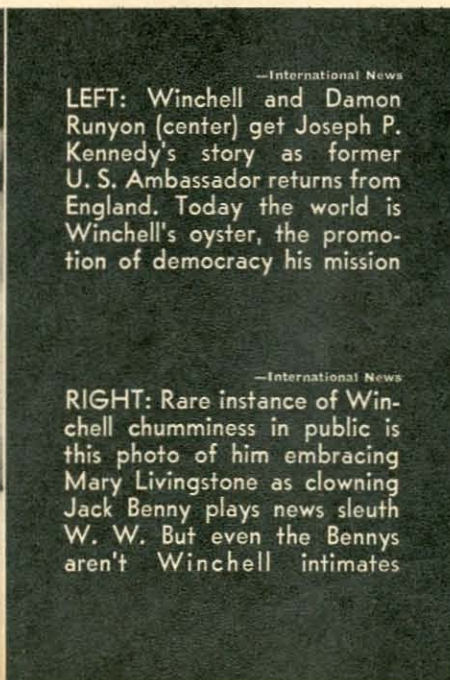 —International News
LEFT: Winchell and Damon
Runyon (center) get Joseph P.
Kennedy's story as former
U. S. Ambassador returns from
England. Today the world is
Winchell's oyster, the promo-
tion of democracy his mission
—International News
RIGHT: Rare instance of Win-
chell chumminess in public is
this photo of him embracing
Mary Livingstone as clowning
Jack Benny plays news sleuth
W. W. But even the Bennys
aren't Winchell intimates